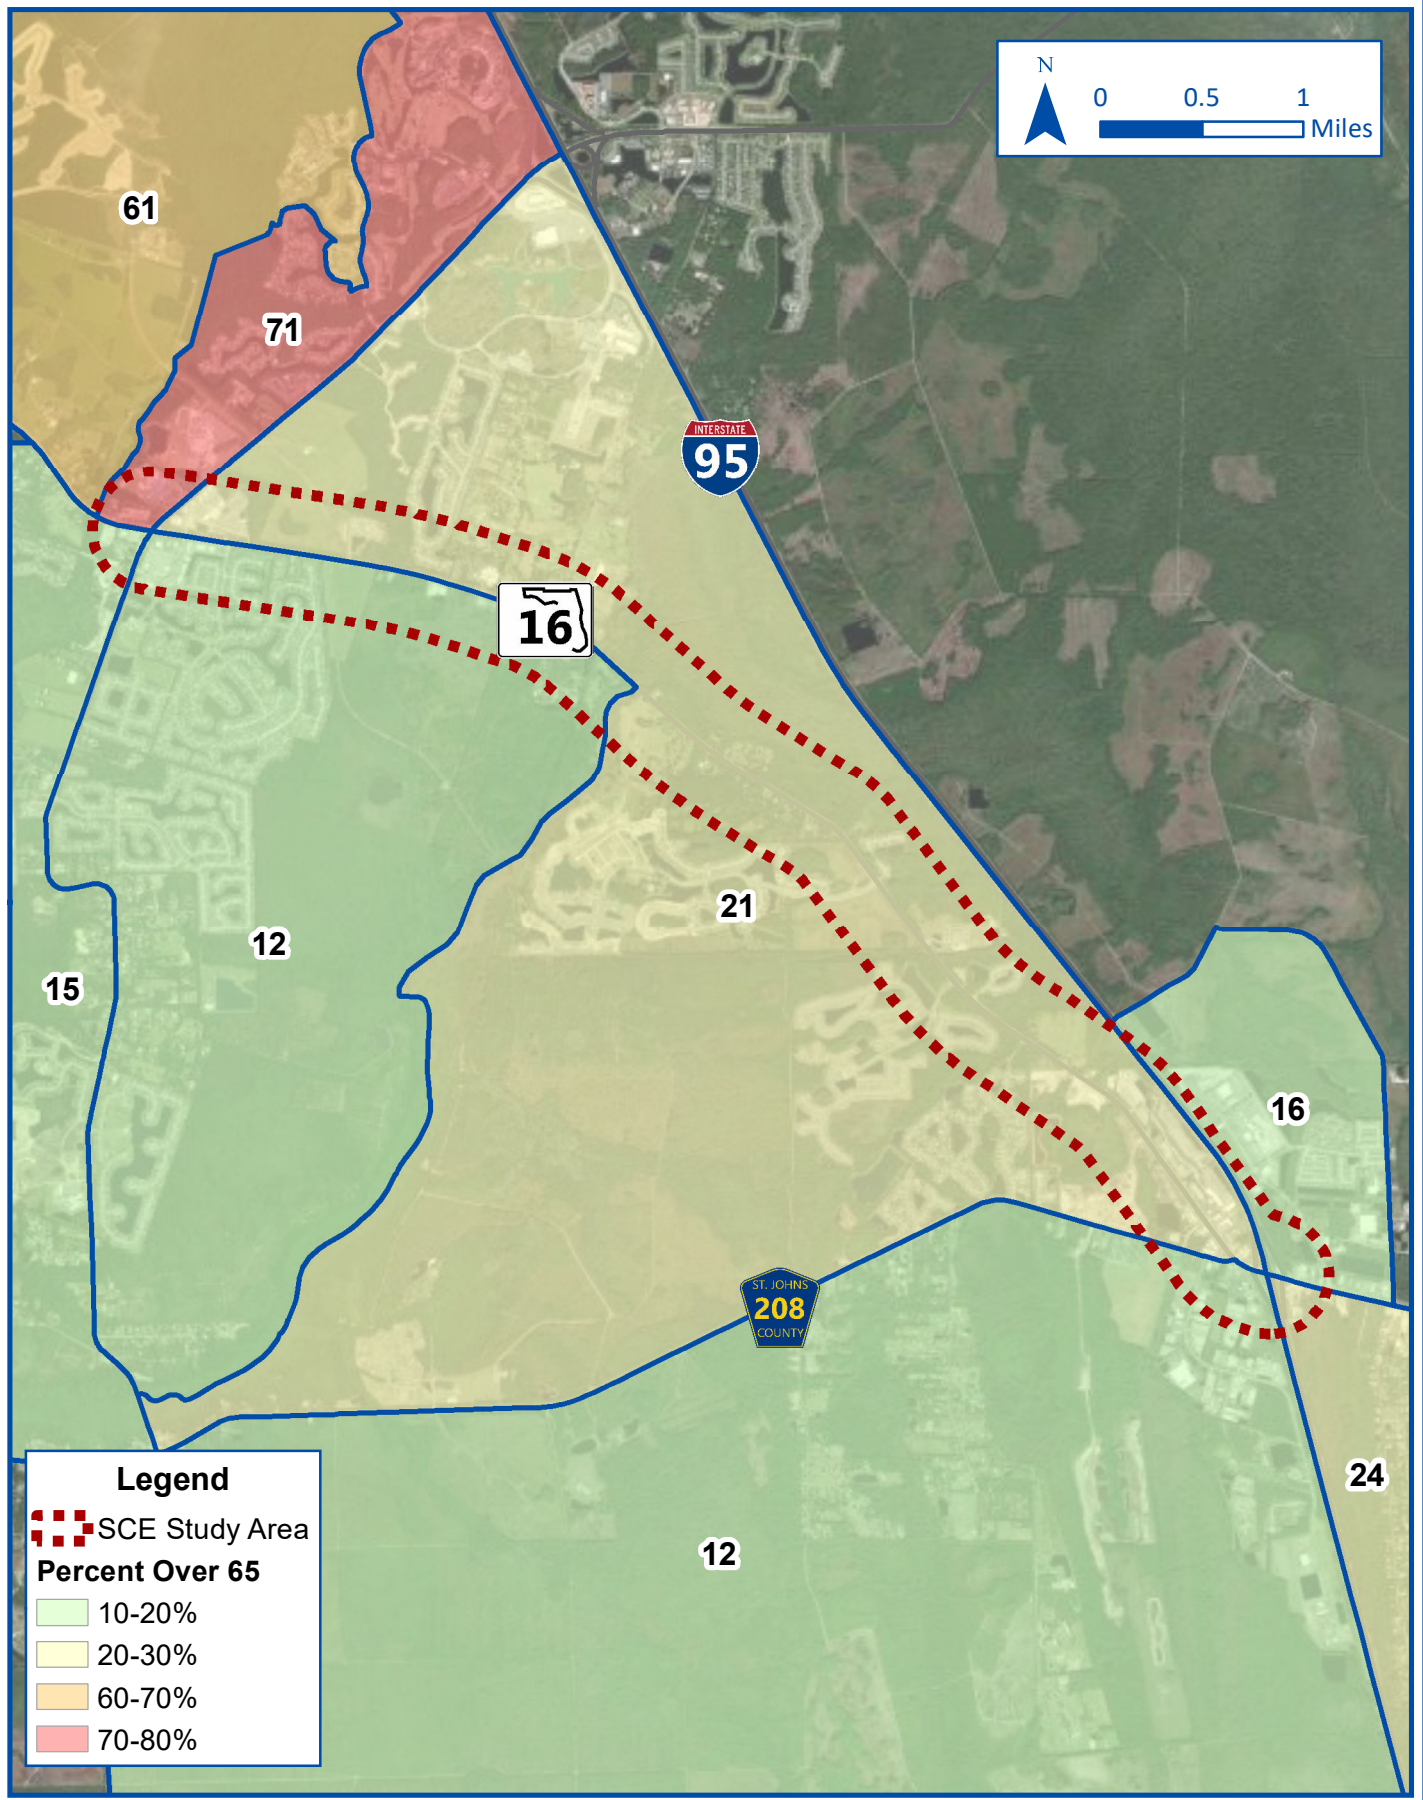 N
0 0.5 1
Miles
61
71
INTERSTATE
95
16
21
12
15
16
ST. JOHNS
208
COUNTY
24
12
Legend
SCE Study Area
Percent Over 65
10-20%
20-30%
60-70%
70-80%